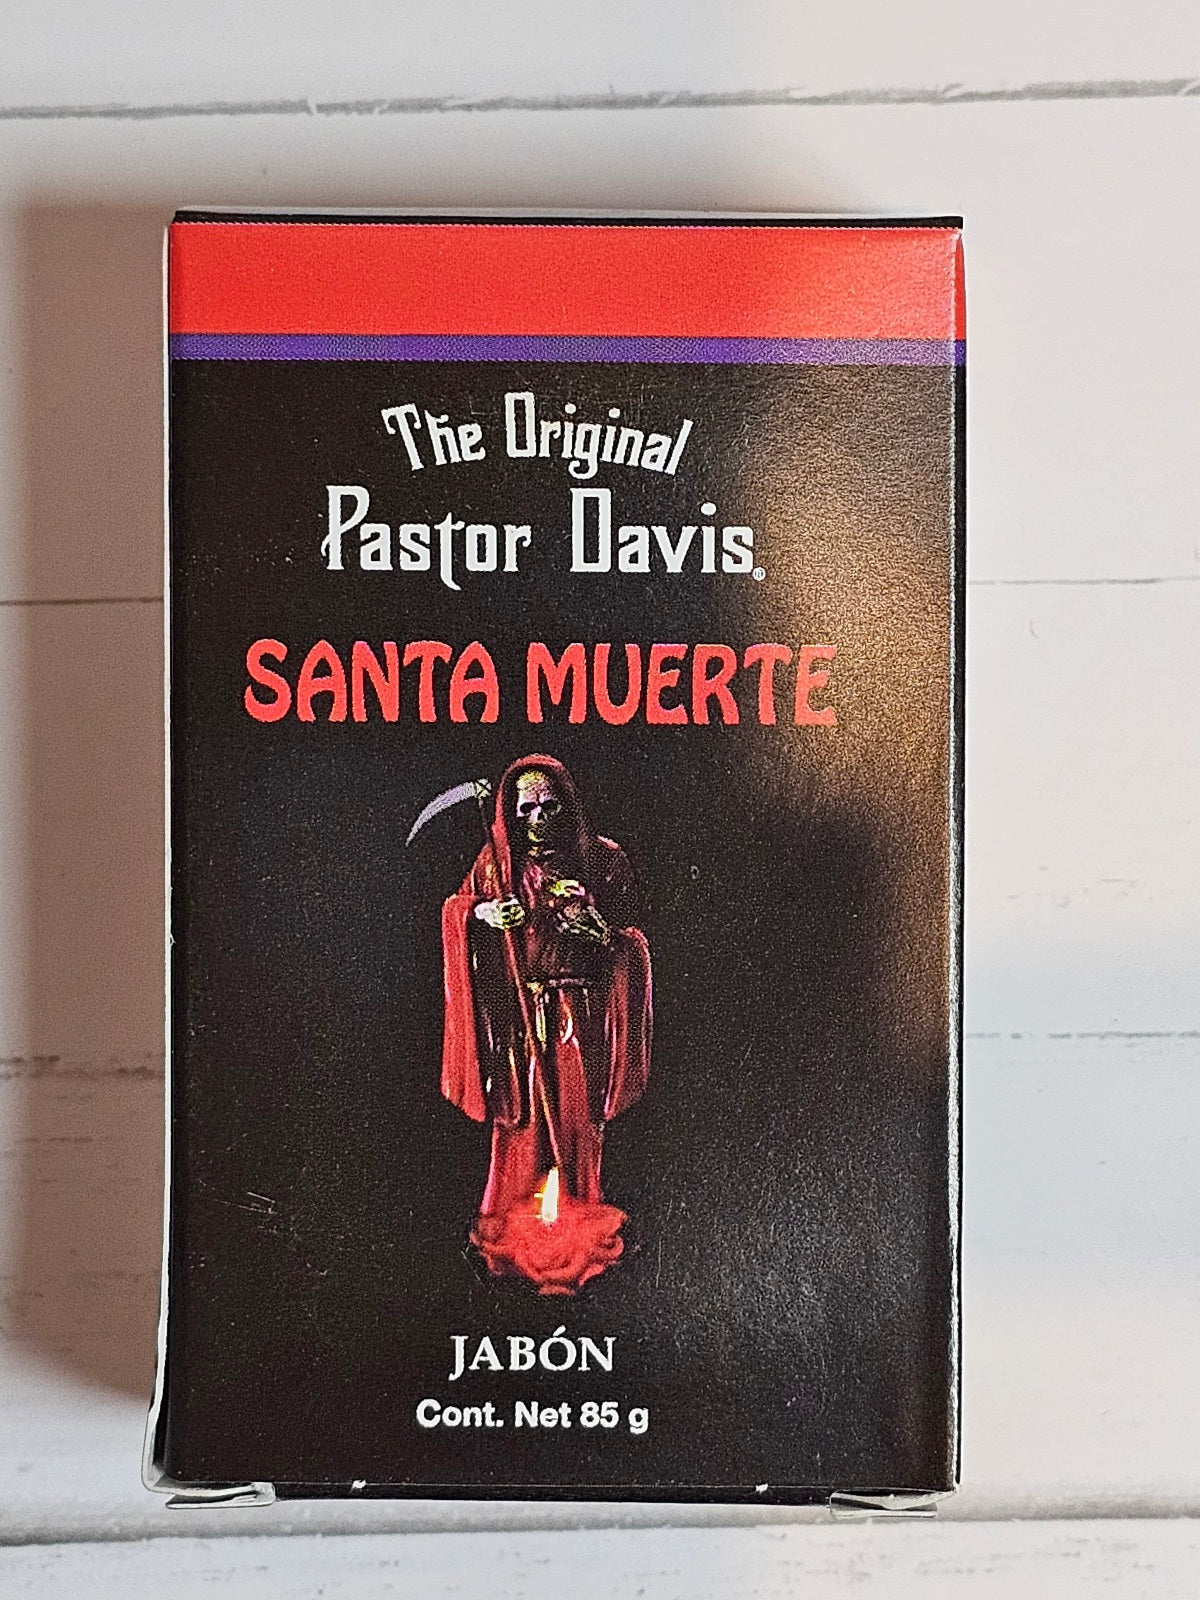 The Original
Pastor Davis®
SANTA MUERTE
JABÓN
Cont. Net 85 g